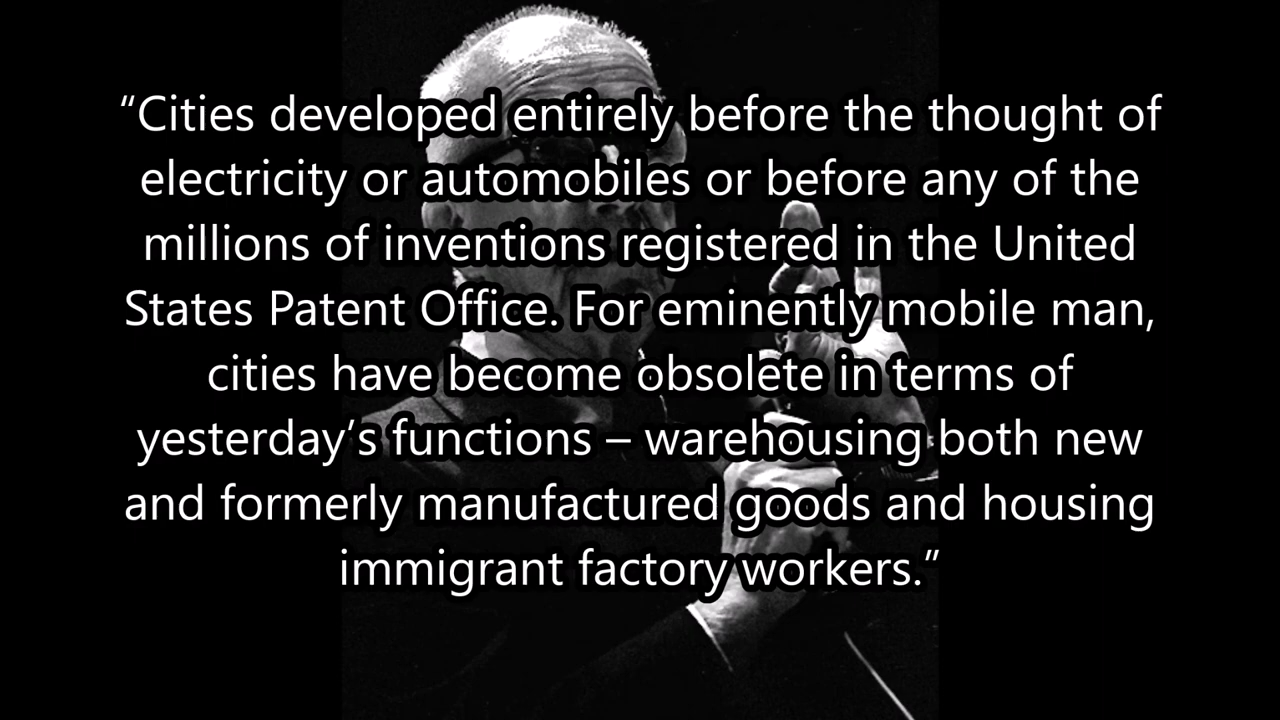 “Cities developed entirely before the thought of
electricity or automobiles or before any of the
millions of inventions registered in the United
States Patent Office. For eminently mobile man,
cities have become obsolete in terms of
yesterday’s functions – warehousing both new
and formerly manufactured goods and housing
immigrant factory workers.”